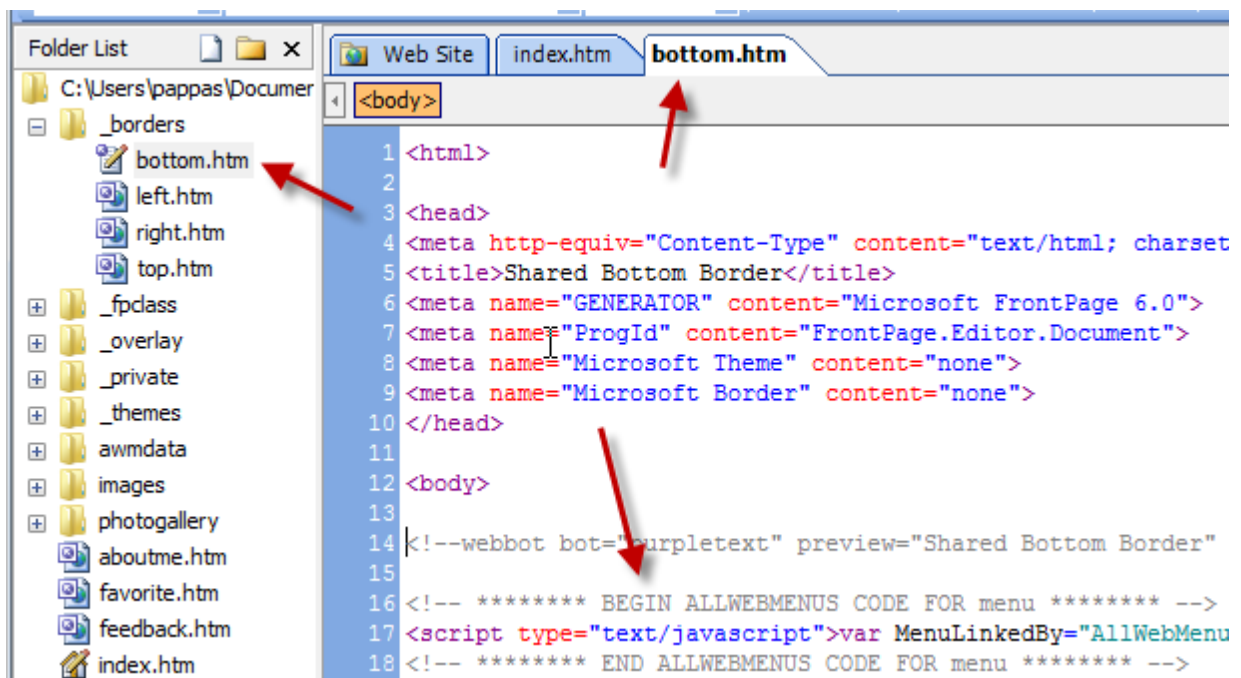 Folder List
C:\Users\pappas\Documer
_borders
bottom.htm
left.htm
right.htm
top.htm
_fpclass
_overlay
_private
_themes
awmdata
images
photogallery
aboutme.htm
favorite.htm
feedback.htm
index.htm
Web Site index.htm bottom.htm
<body>
1 <html>
2
3 <head>
4 <meta http-equiv="Content-Type" content="text/html; charset
5 <title>Shared Bottom Border</title>
6 <meta name="GENERATOR" content="Microsoft FrontPage 6.0">
7 <meta name="ProgId" content="FrontPage.Editor.Document">
8 <meta name="Microsoft Theme" content="none">
9 <meta name="Microsoft Border" content="none">
10 </head>
11
12 <body>
13
14 <!--webbot bot="purpletext" preview="Shared Bottom Border"
15
16 <!-- ******** BEGIN ALLWEBMENUS CODE FOR menu ******** -->
17 <script type="text/javascript">var MenuLinkedBy="AllWebMenu
18 <!-- ******** END ALLWEBMENUS CODE FOR menu ******** -->